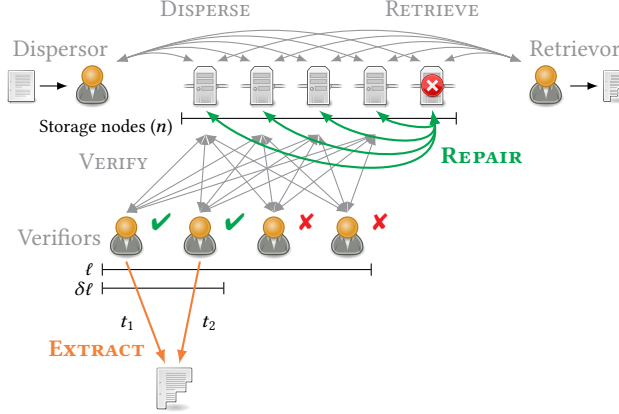 DISPERSE
RETRIEVE
Dispersor
Retrievor
Storage nodes (n)
VERIFY
REPAIR
Verifiors
ℓ
δℓ
t₁
t₂
EXTRACT